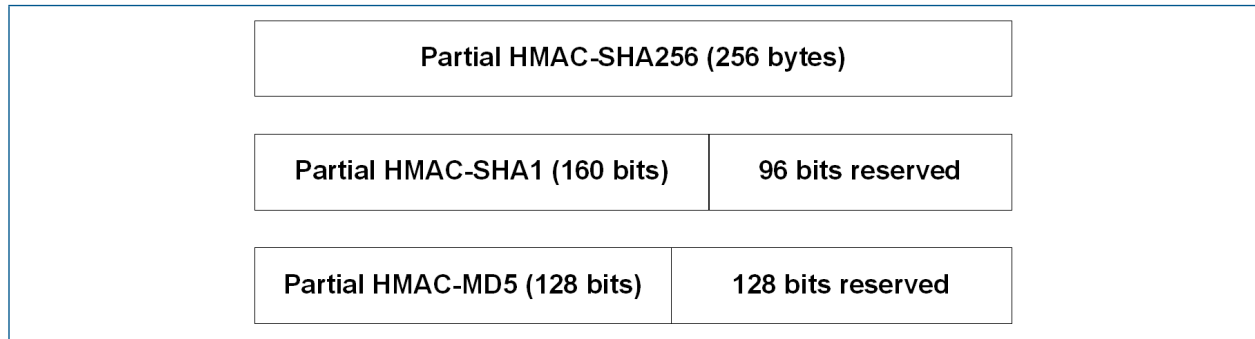 Partial HMAC-SHA256 (256 bytes)
Partial HMAC-SHA1 (160 bits) 96 bits reserved
Partial HMAC-MD5 (128 bits) 128 bits reserved